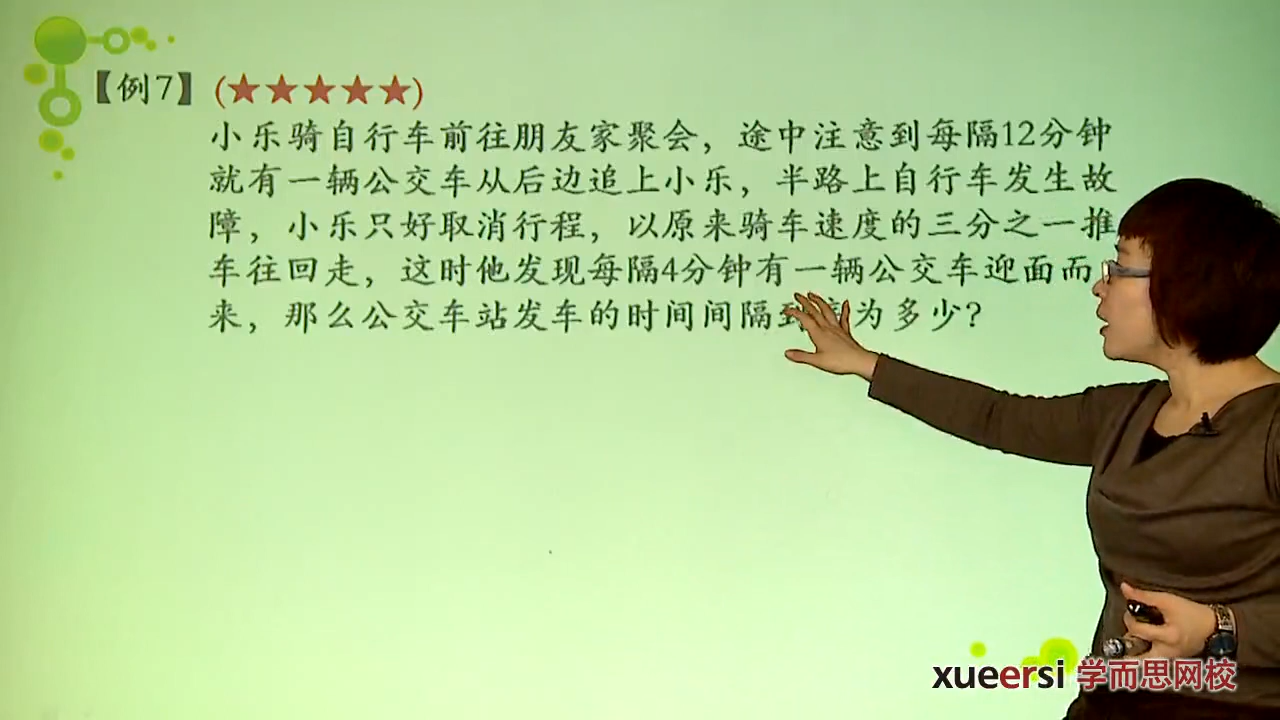 【例7】(★★★★★)
小乐骑自行车前往朋友家聚会，途中注意到每隔12分钟
就有一辆公交车从后边追上小乐，半路上自行车发生故
障，小乐只好取消行程，以原来骑车速度的三分之一推
车往回走，这时他发现每隔4分钟有一辆公交车迎面而
来，那么公交车站发车的时间间隔到 为多少？
xueersi 学而思网校